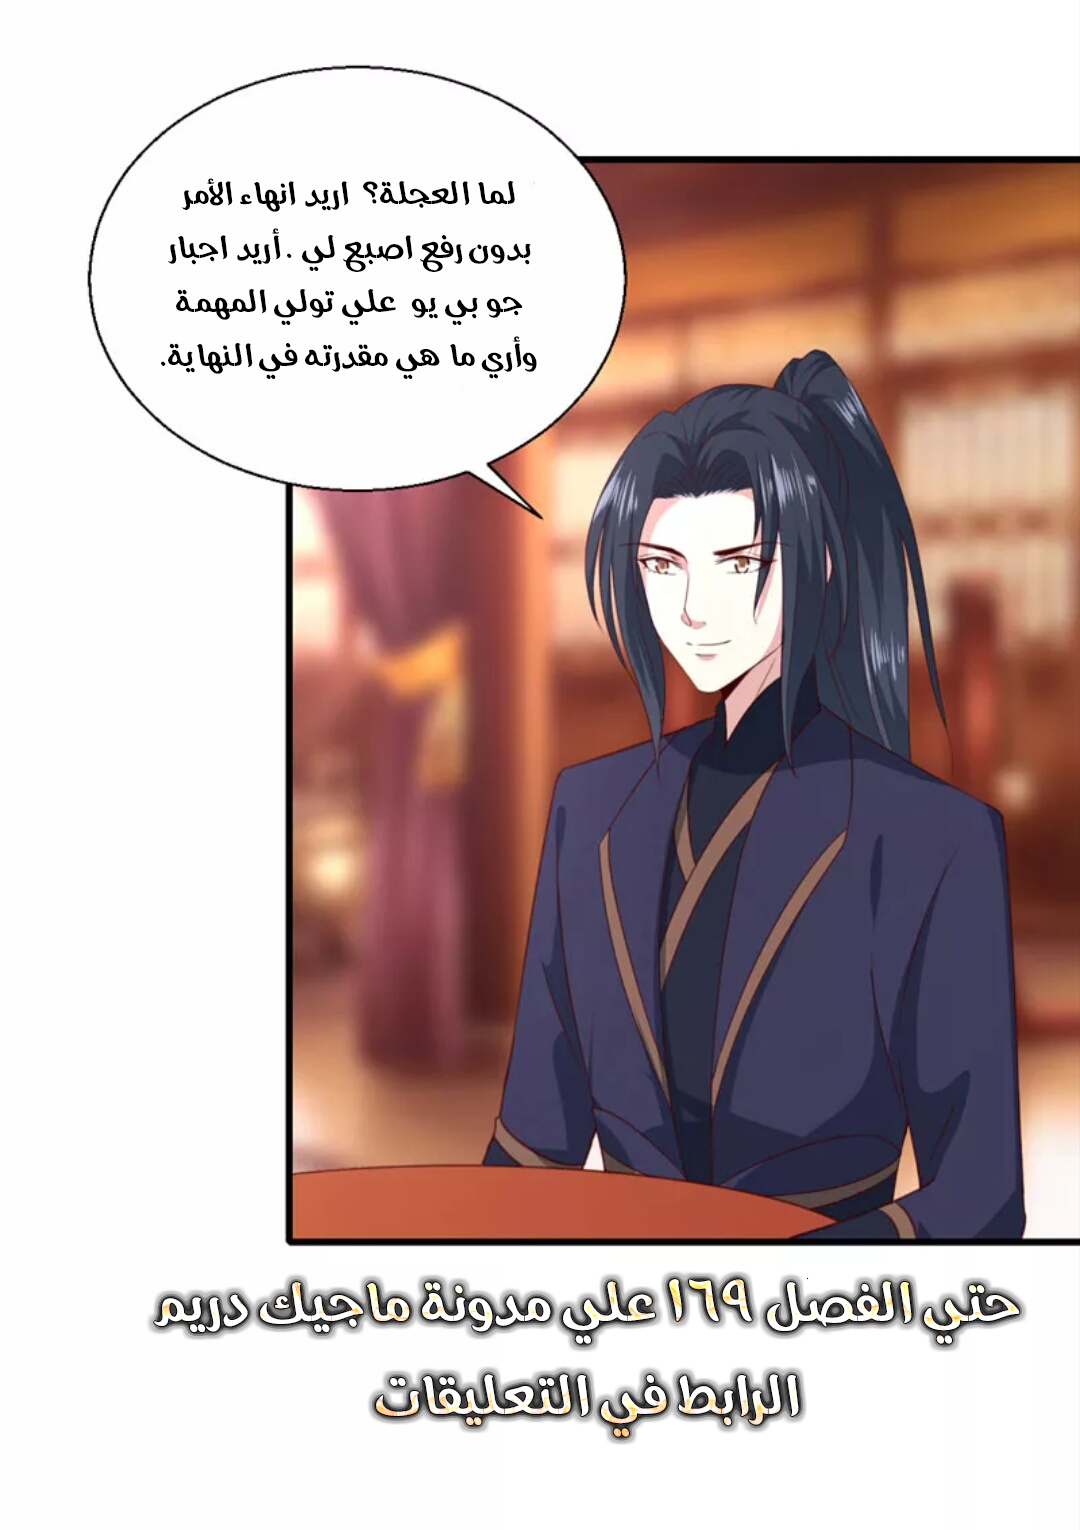 لما العجلة؟ اريد انهاء الأمر
بدون رفع اصبع لي . أريد اجبار
جو بي يو علي تولي المهمة
وأري ما هي مقدرته في النهاية.
حتي الفصل ١٦٩ علي مدونة ماجيك دريم
الرابط في التعليقات